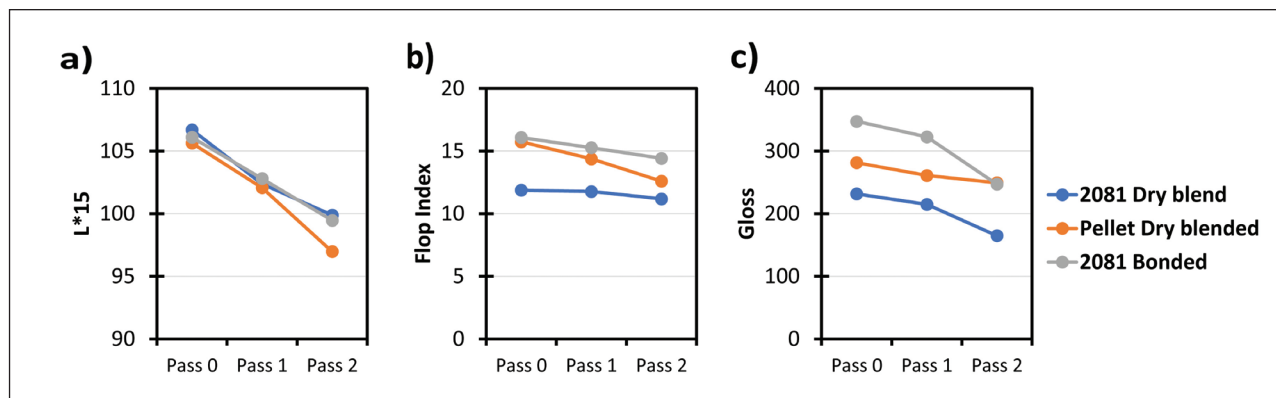 a)
110
105
100
95
90
L*15
Pass 0 Pass 1 Pass 2
b)
20
15
10
5
0
Flop Index
Pass 0 Pass 1 Pass 2
c)
400
300
200
100
0
Gloss
Pass 0 Pass 1 Pass 2
2081 Dry blend
Pellet Dry blended
2081 Bonded